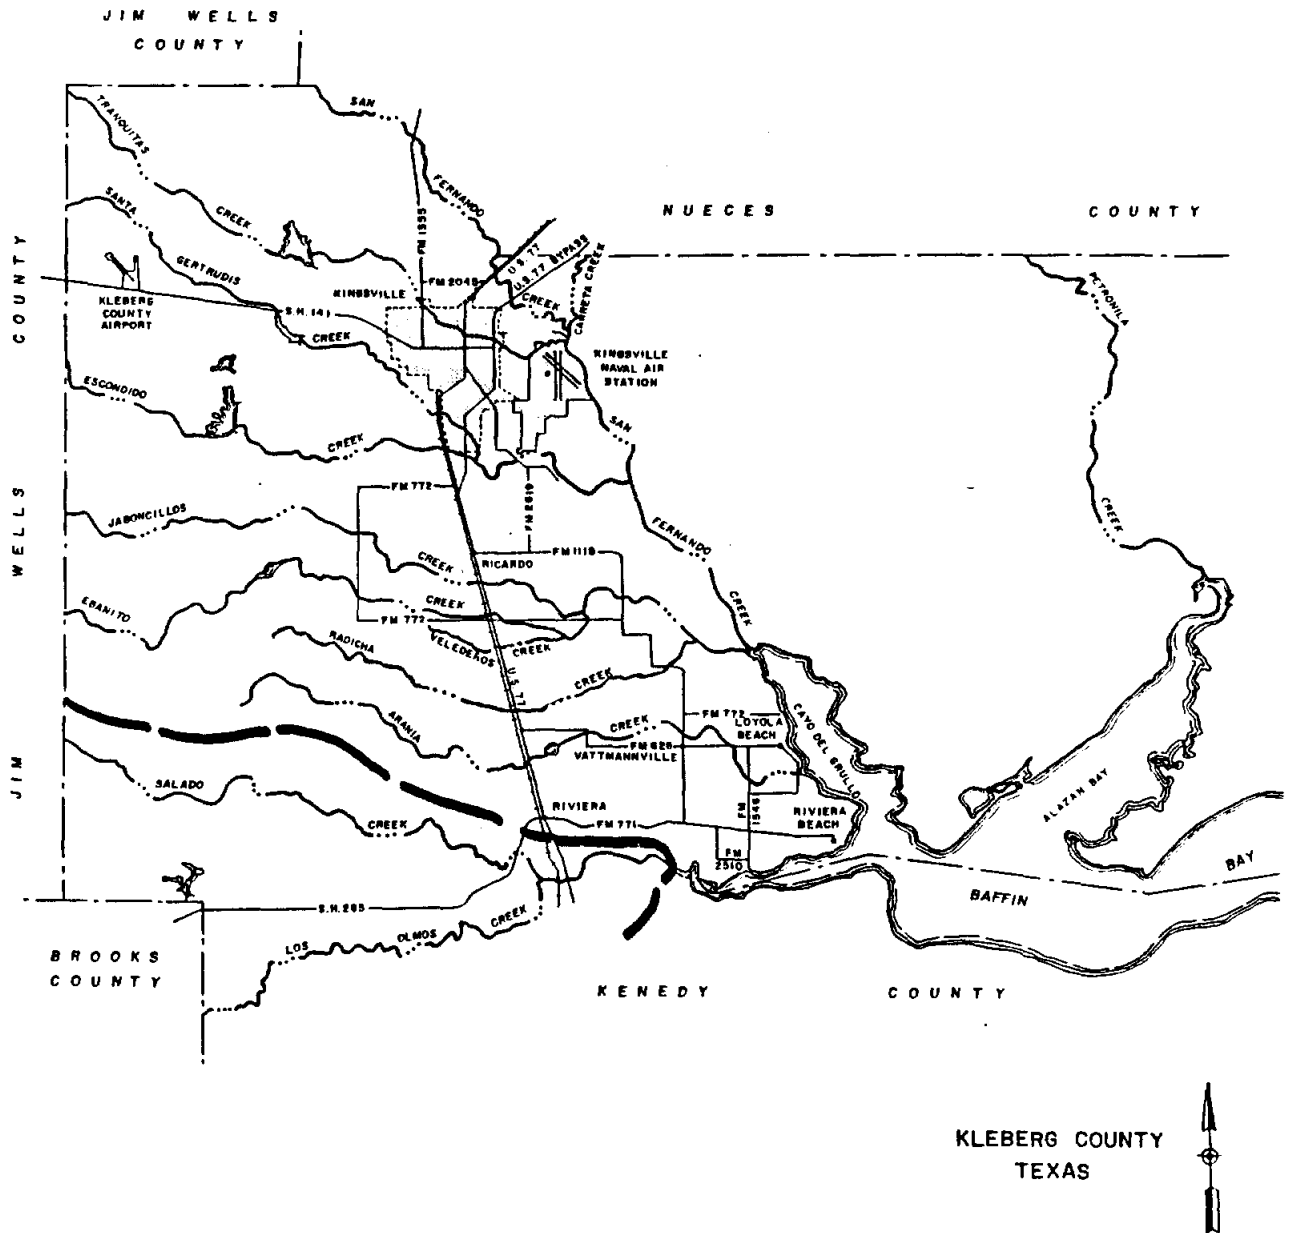 JIM WELLS
COUNTY
SAN
TRANQUITAS
FERNANDO
SANTA
CREEK
NUECES COUNTY
FM 1355
GERTRUDIS
U.S. 77
U.S. 77 BYPASS
CARRETA CREEK
PETRONILA
FM 2045
KINGSVILLE
CREEK
KLEBERG
COUNTY
AIRPORT
S.H. 141
CREEK
KINGSVILLE
NAVAL AIR
STATION
ESCONDIDO
SAN
CREEK
FM 772
FM 2619
CREEK
JABONCILLOS
FERNANDO
FM 1118
CREEK
RICARDO
CREEK
EBANITO
CREEK
FM 772
RADICHA
VELEDEROS
CREEK
U.S. 77
CREEK
ARANIA
CREEK
FM 772
LOYOLA
BEACH
CAYO DEL GRULLO
FM 628
VATTMANNVILLE
SALADO
ALAZAN BAY
RIVIERA
FM
1546
RIVIERA
BEACH
CREEK
FM 771
FM
2510
BAY
BAFFIN
S.H. 285
CREEK
OLMOS
LOS
JIM WELLS COUNTY
BROOKS
COUNTY
KENEDY COUNTY
KLEBERG COUNTY
TEXAS